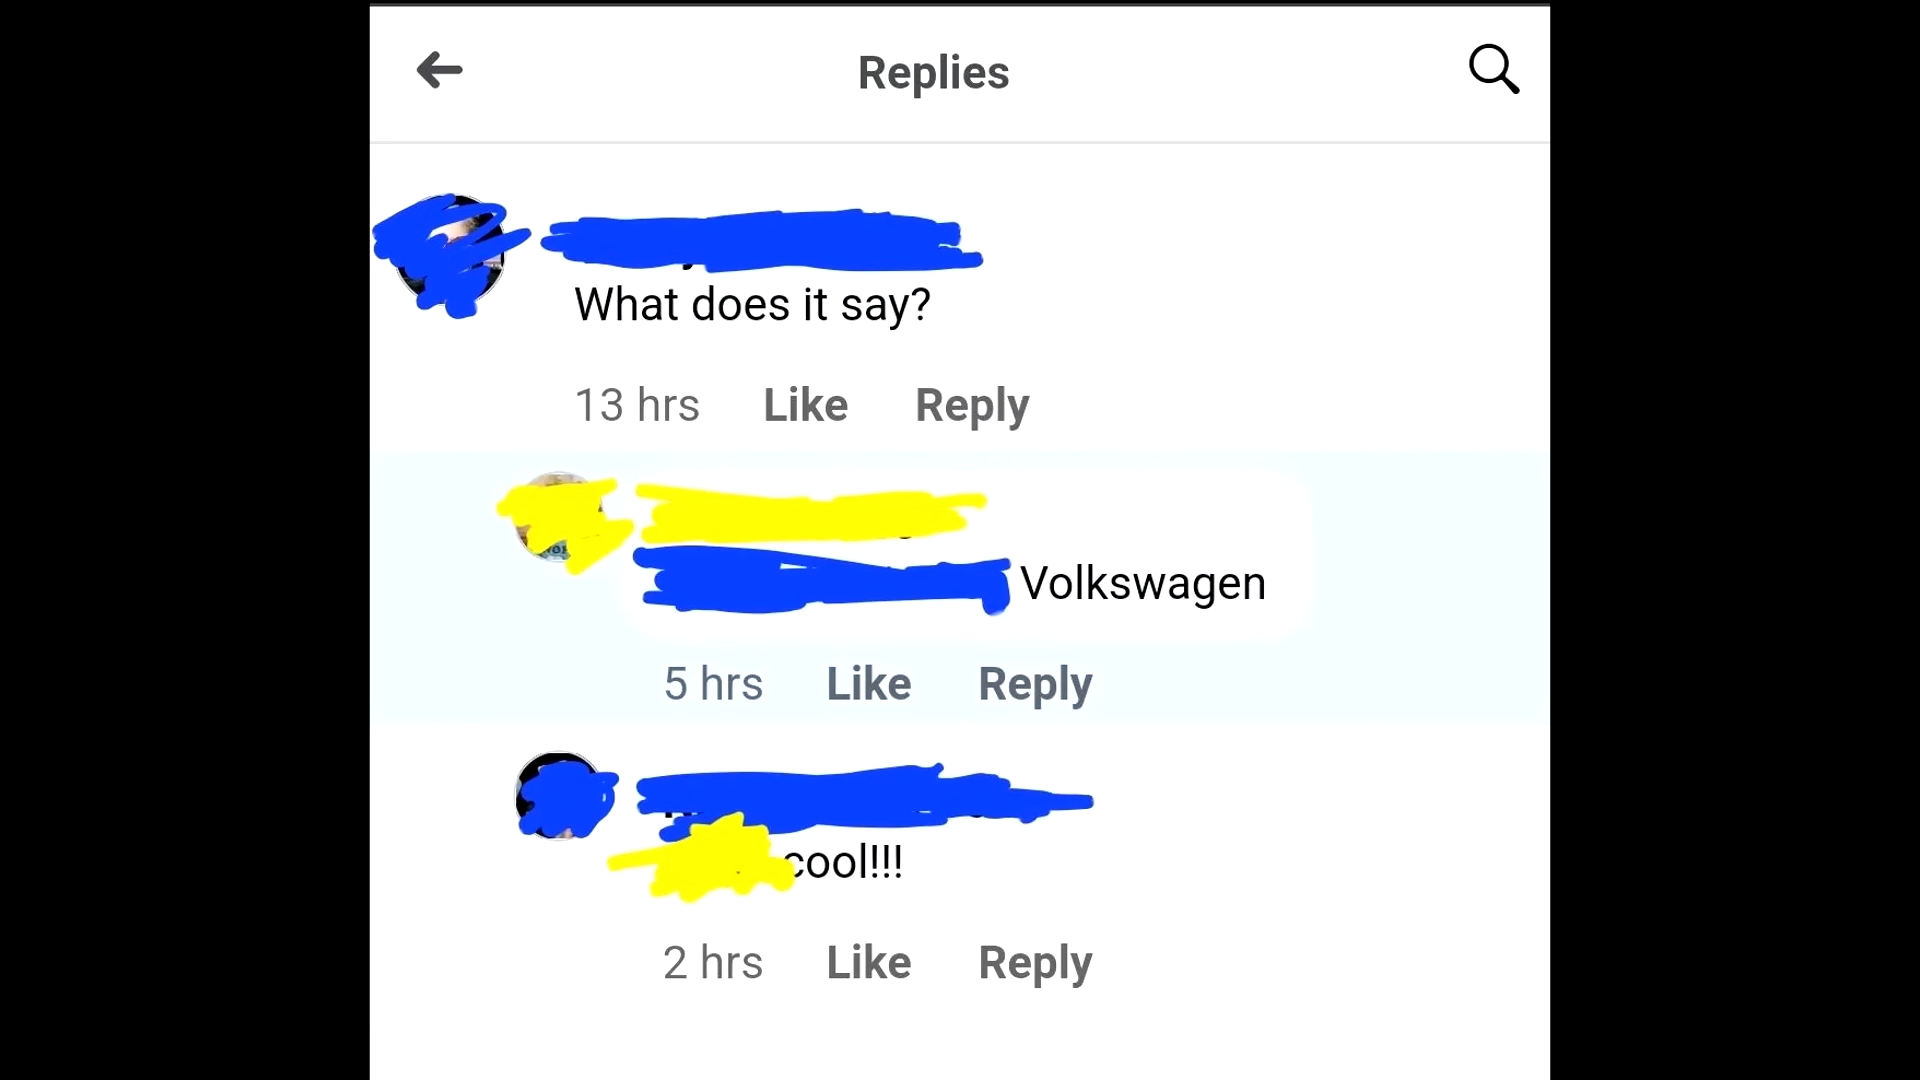 Replies
What does it say?
13 hrs Like Reply
Volkswagen
5 hrs Like Reply
cool!!!
2 hrs Like Reply